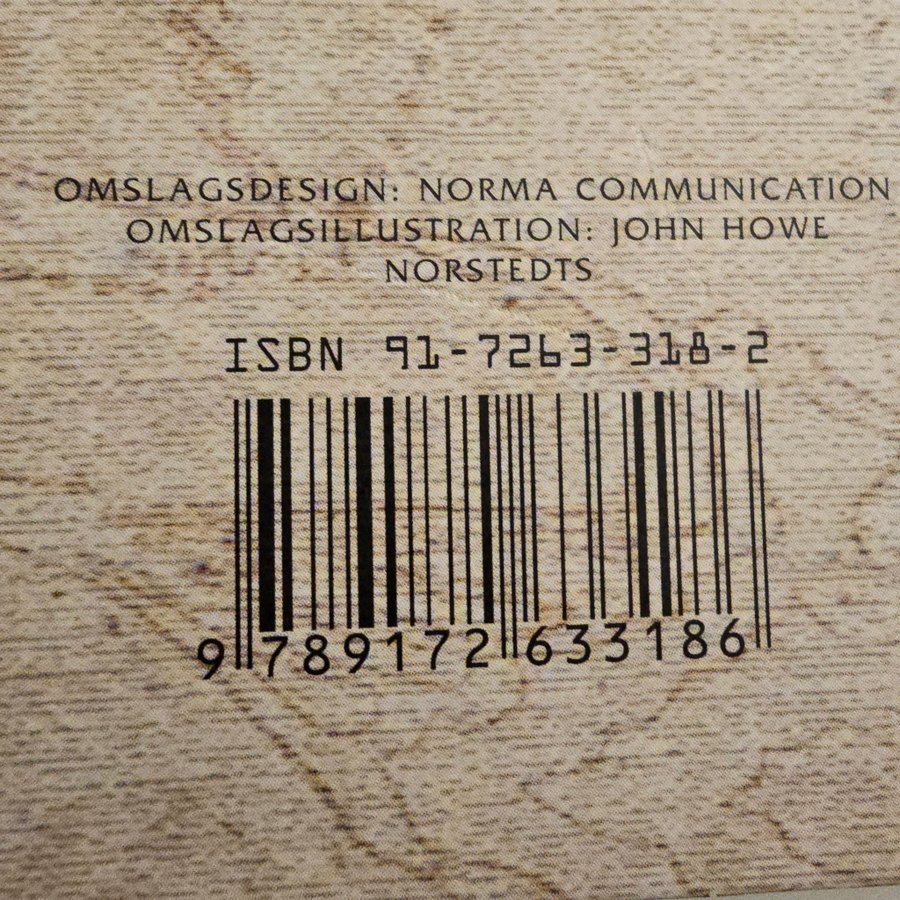 OMSLAGSDESIGN: NORMA COMMUNICATION
OMSLAGSILLUSTRATION: JOHN HOWE
NORSTEDTS
ISBN 91-7263-318-2
9 789172 633186